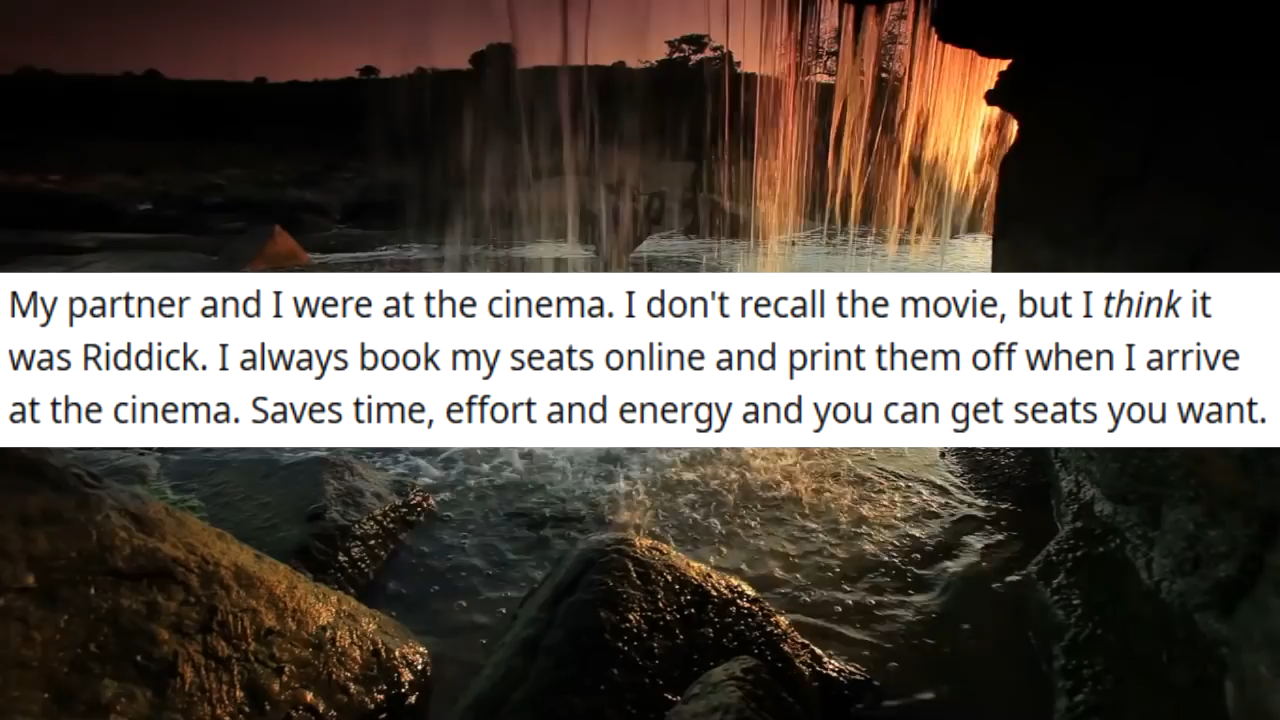 My partner and I were at the cinema. I don't recall the movie, but I think it
was Riddick. I always book my seats online and print them off when I arrive
at the cinema. Saves time, effort and energy and you can get seats you want.